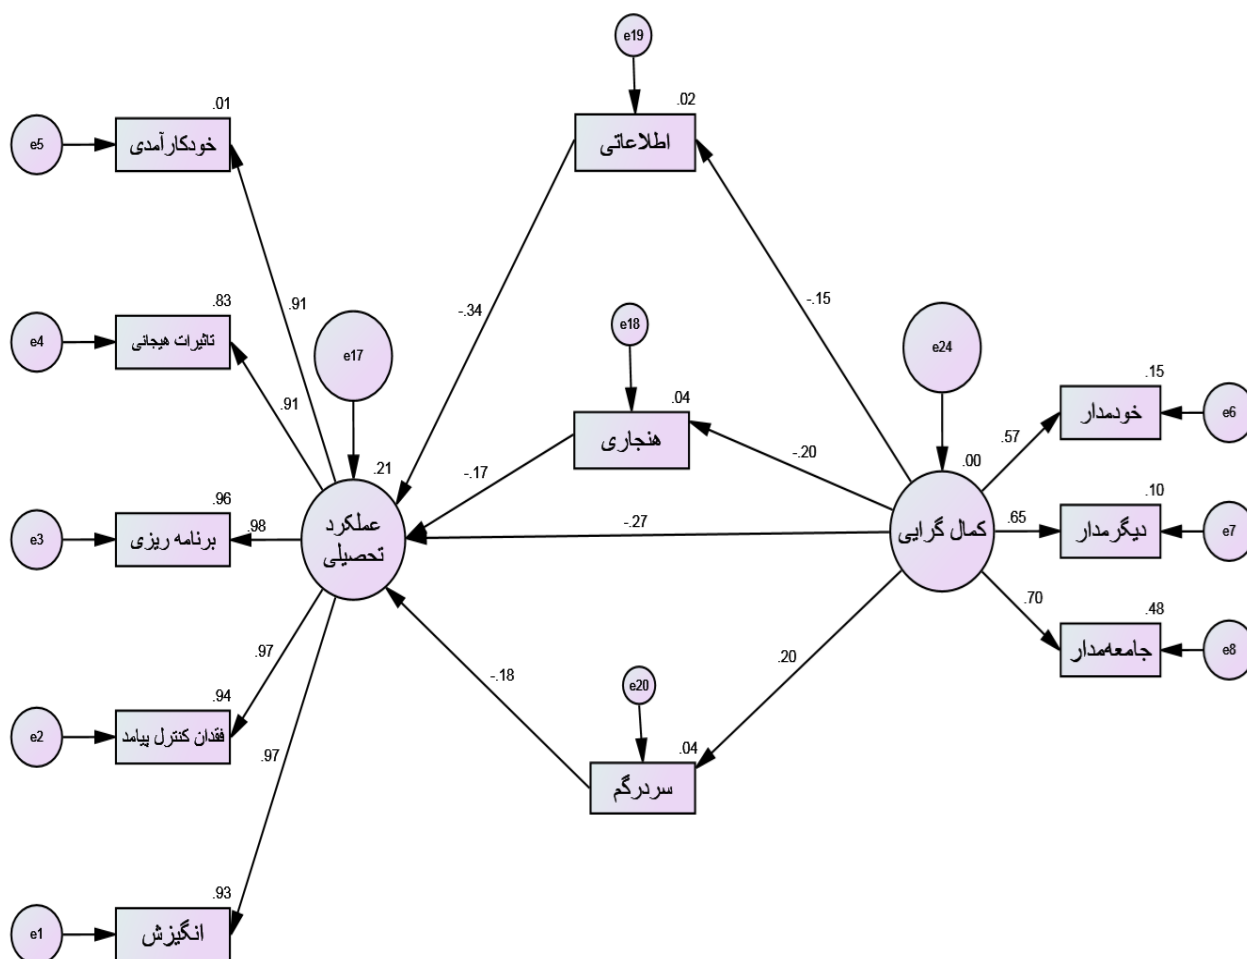 e19
.02
اطلاعاتی
.01
خودکارآمدی
e5
-.15
-.34
.91
.83
تاثیرات هیجانی
e4
.91
e17
e18
.04
هنجاری
e24
.15
خودمدار
e6
.57
-.20
-.17
.00
.21
کمال گرایی
عملکرد
تحصیلی
-.27
.96
برنامه ریزی
e3
.98
.65
.10
دیگرمدار
e7
.70
.48
جامعه‌مدار
e8
.97
-.18
.20
e20
.04
سردرگم
.94
فقدان کنترل پیامد
e2
.97
.93
انگیزش
e1